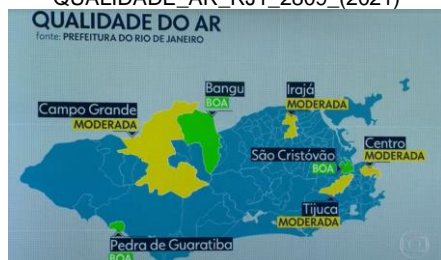 QUALIDADE_AR_RJ1_2809_(2021)
QUALIDADE DO AR
fonte: PREFEITURA DO RIO DE JANEIRO
Bangu
BOA
Irajá
MODERADA
Campo Grande
MODERADA
Centro
MODERADA
São Cristóvão
BOA
Tijuca
MODERADA
Pedra de Guaratiba
BOA